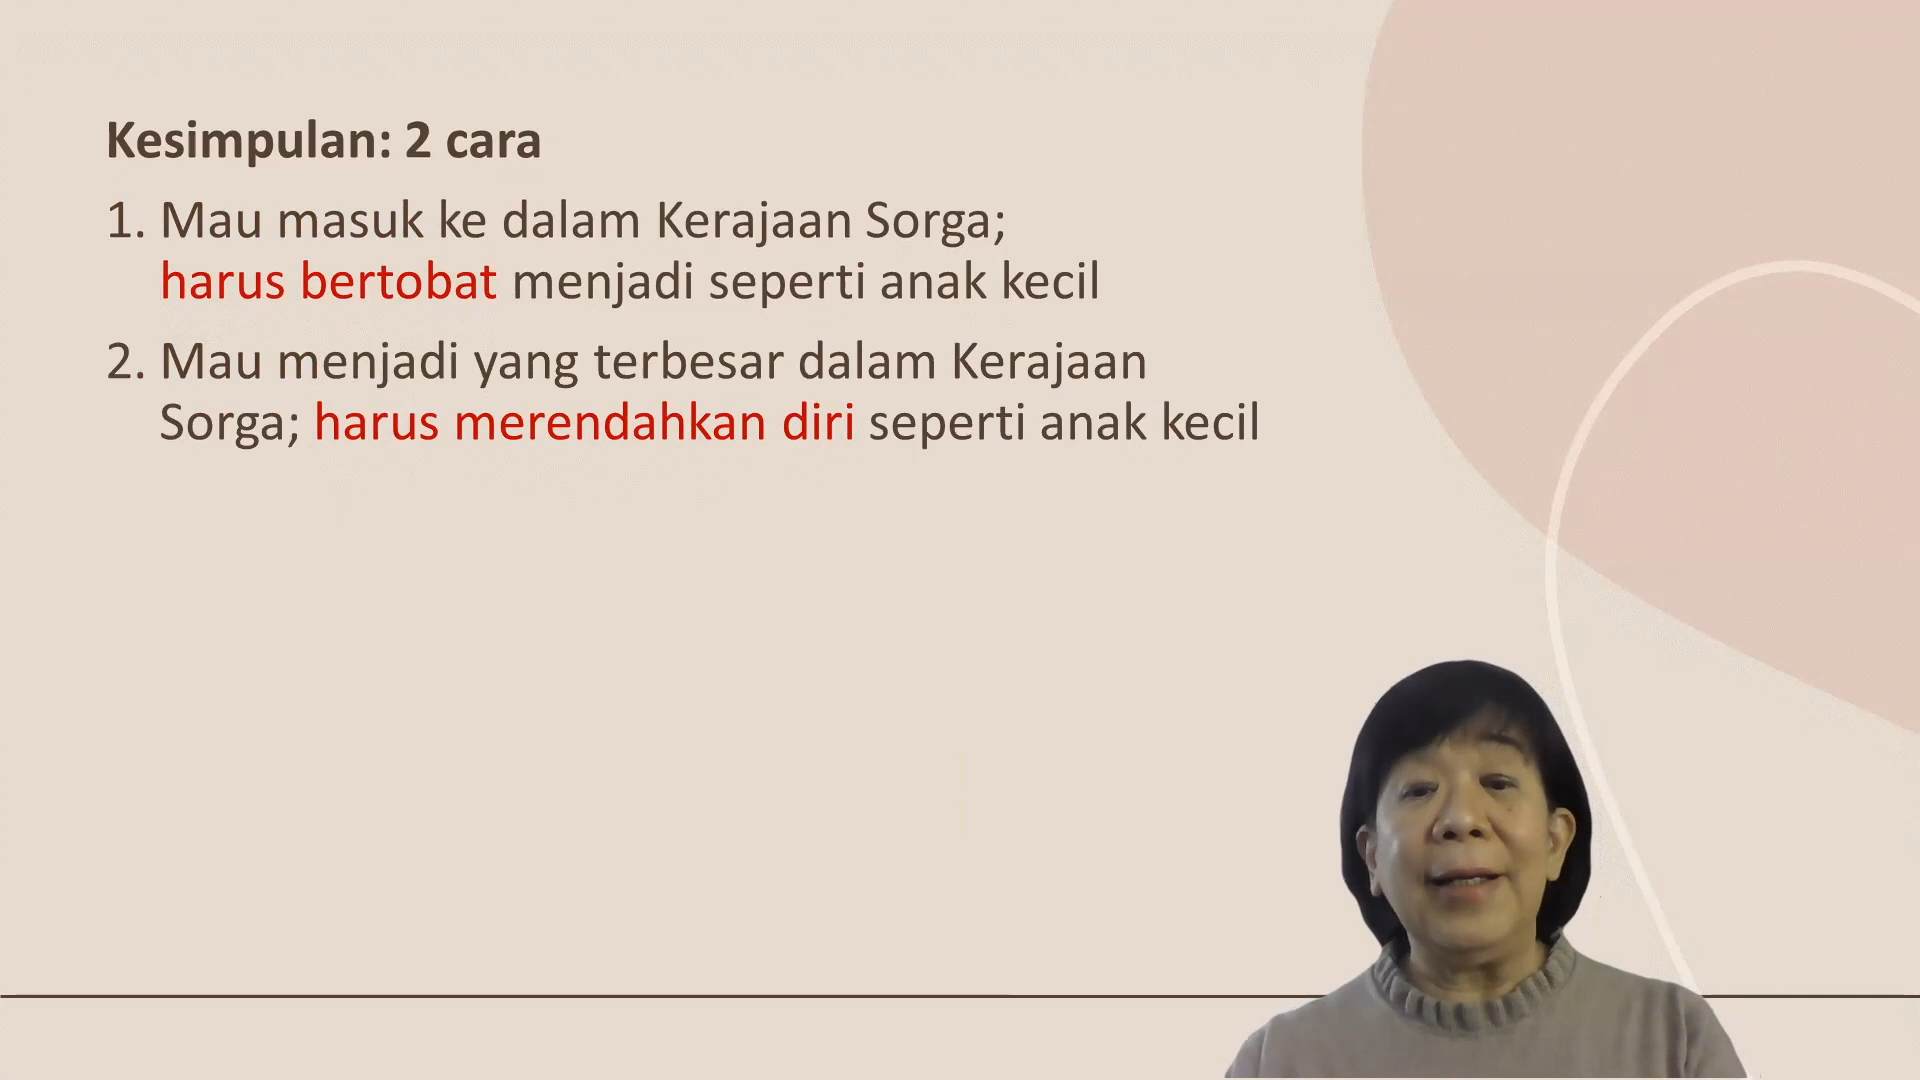 Kesimpulan: 2 cara
1. Mau masuk ke dalam Kerajaan Sorga;
harus bertobat menjadi seperti anak kecil
2. Mau menjadi yang terbesar dalam Kerajaan
Sorga; harus merendahkan diri seperti anak kecil